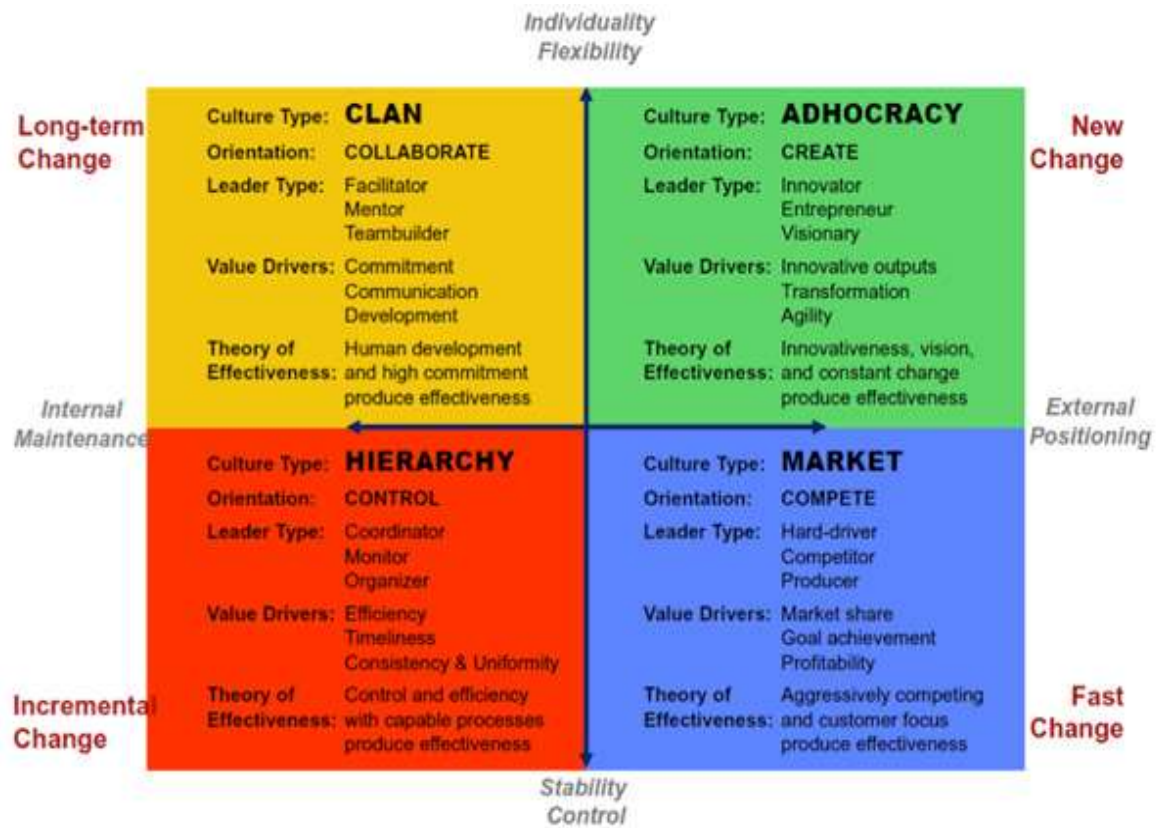 Individuality
Flexibility
Long-term
Change
Culture Type: CLAN
Orientation: COLLABORATE
Leader Type: Facilitator
Mentor
Teambuilder
Value Drivers: Commitment
Communication
Development
Theory of Human development
Effectiveness: and high commitment
produce effectiveness
Culture Type: ADHOCRACY
Orientation: CREATE
Leader Type: Innovator
Entrepreneur
Visionary
Value Drivers: Innovative outputs
Transformation
Agility
Theory of Innovativeness, vision,
Effectiveness: and constant change
produce effectiveness
New
Change
Internal
Maintenance
External
Positioning
Culture Type: HIERARCHY
Orientation: CONTROL
Leader Type: Coordinator
Monitor
Organizer
Value Drivers: Efficiency
Timeliness
Consistency & Uniformity
Theory of Control and efficiency
Effectiveness: with capable processes
produce effectiveness
Incremental
Change
Culture Type: MARKET
Orientation: COMPETE
Leader Type: Hard-driver
Competitor
Producer
Value Drivers: Market share
Goal achievement
Profitability
Theory of Aggressively competing
Effectiveness: and customer focus
produce effectiveness
Fast
Change
Stability
Control